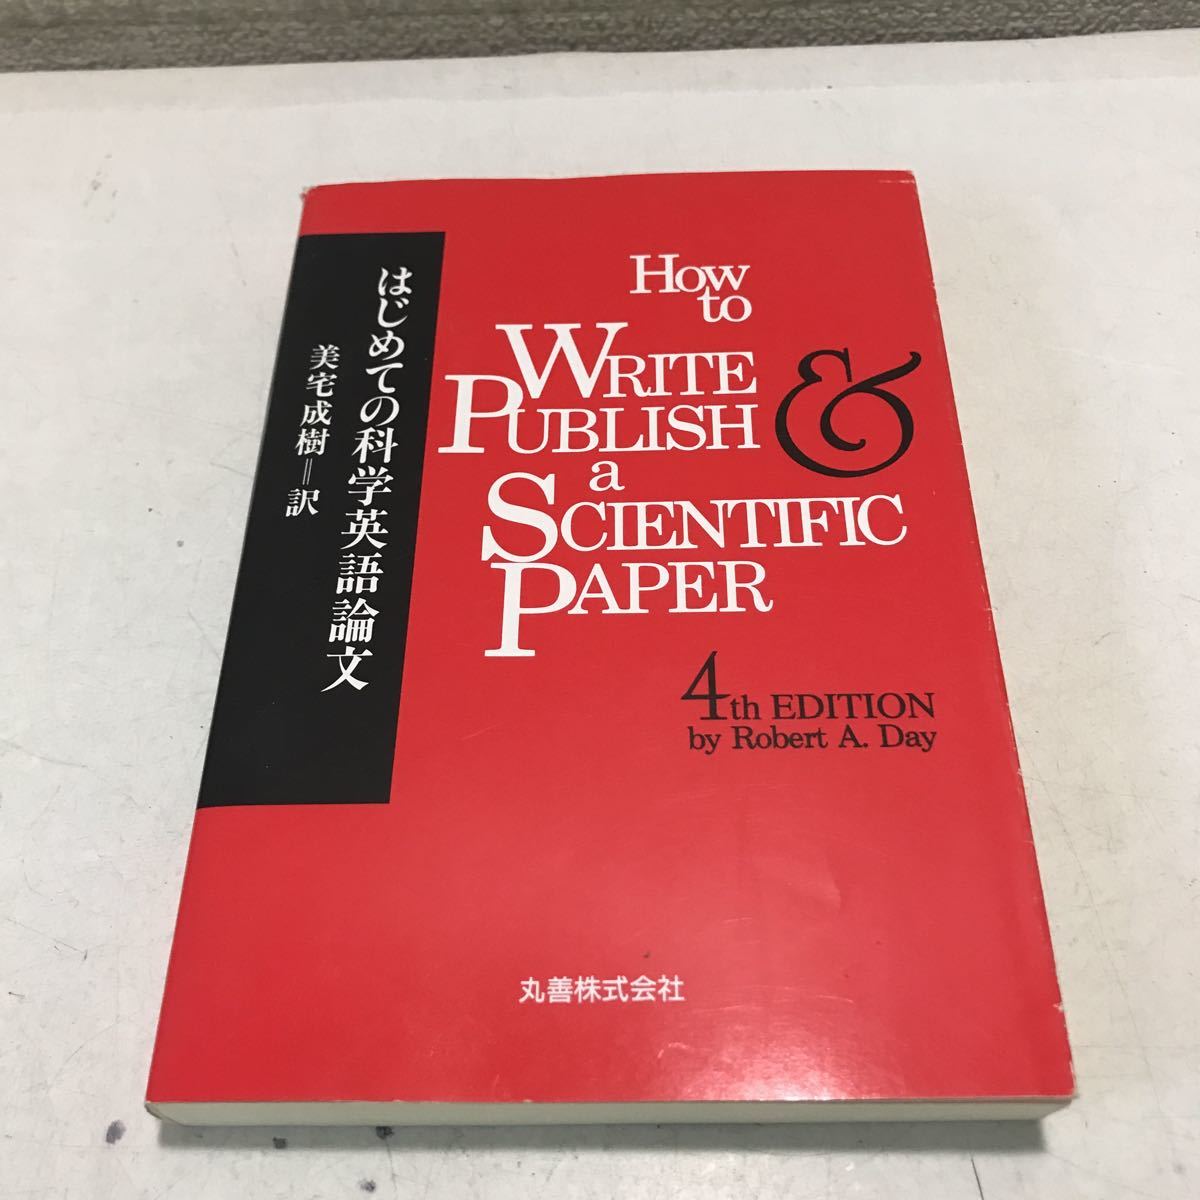 はじめての科学英語論文
美宅成樹=訳
How
to
WRITE &
PUBLISH
a
SCIENTIFIC
PAPER
4th EDITION
by Robert A. Day
丸善株式会社